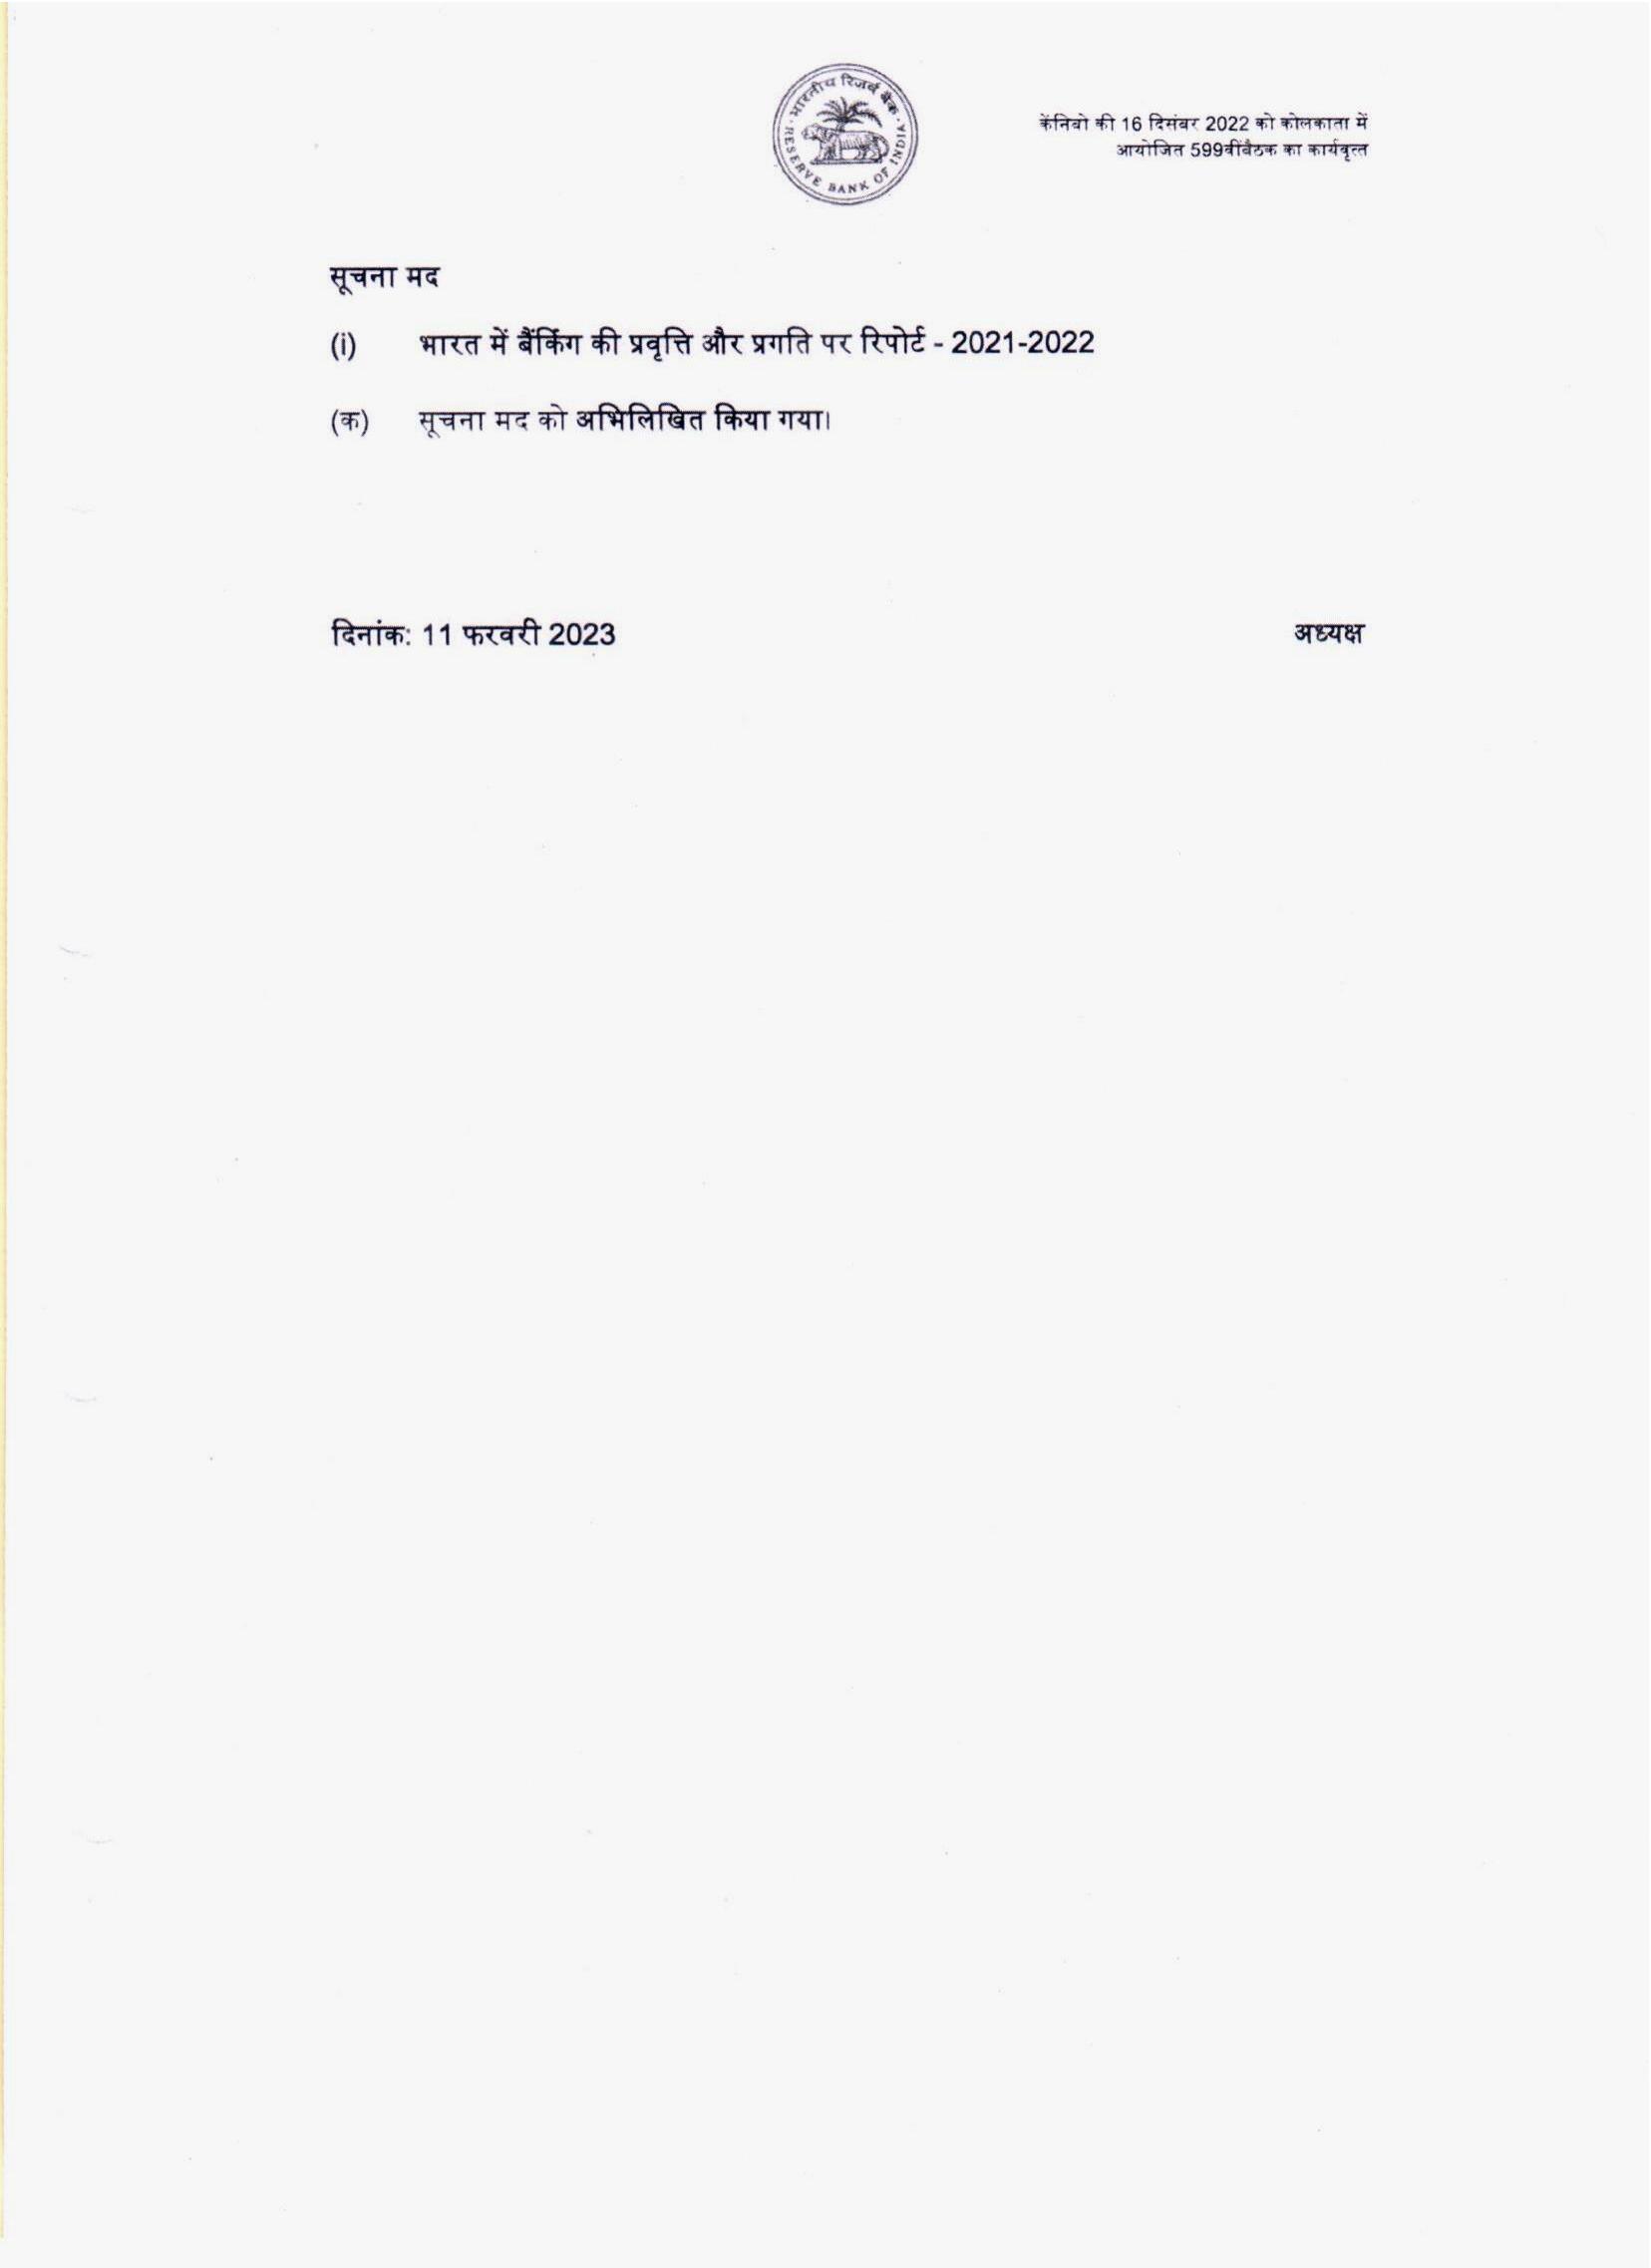 भारतीय रिज़र्व बैंक
RESERVE BANK OF INDIA
केंनिबो की 16 दिसंबर 2022 को कोलकाता में
आयोजित 599वींबैठक का कार्यवृत्त
सूचना मद
(i) भारत में बैंकिंग की प्रवृत्ति और प्रगति पर रिपोर्ट - 2021-2022
(क) सूचना मद को अभिलिखित किया गया।
दिनांक: 11 फरवरी 2023 अध्यक्ष